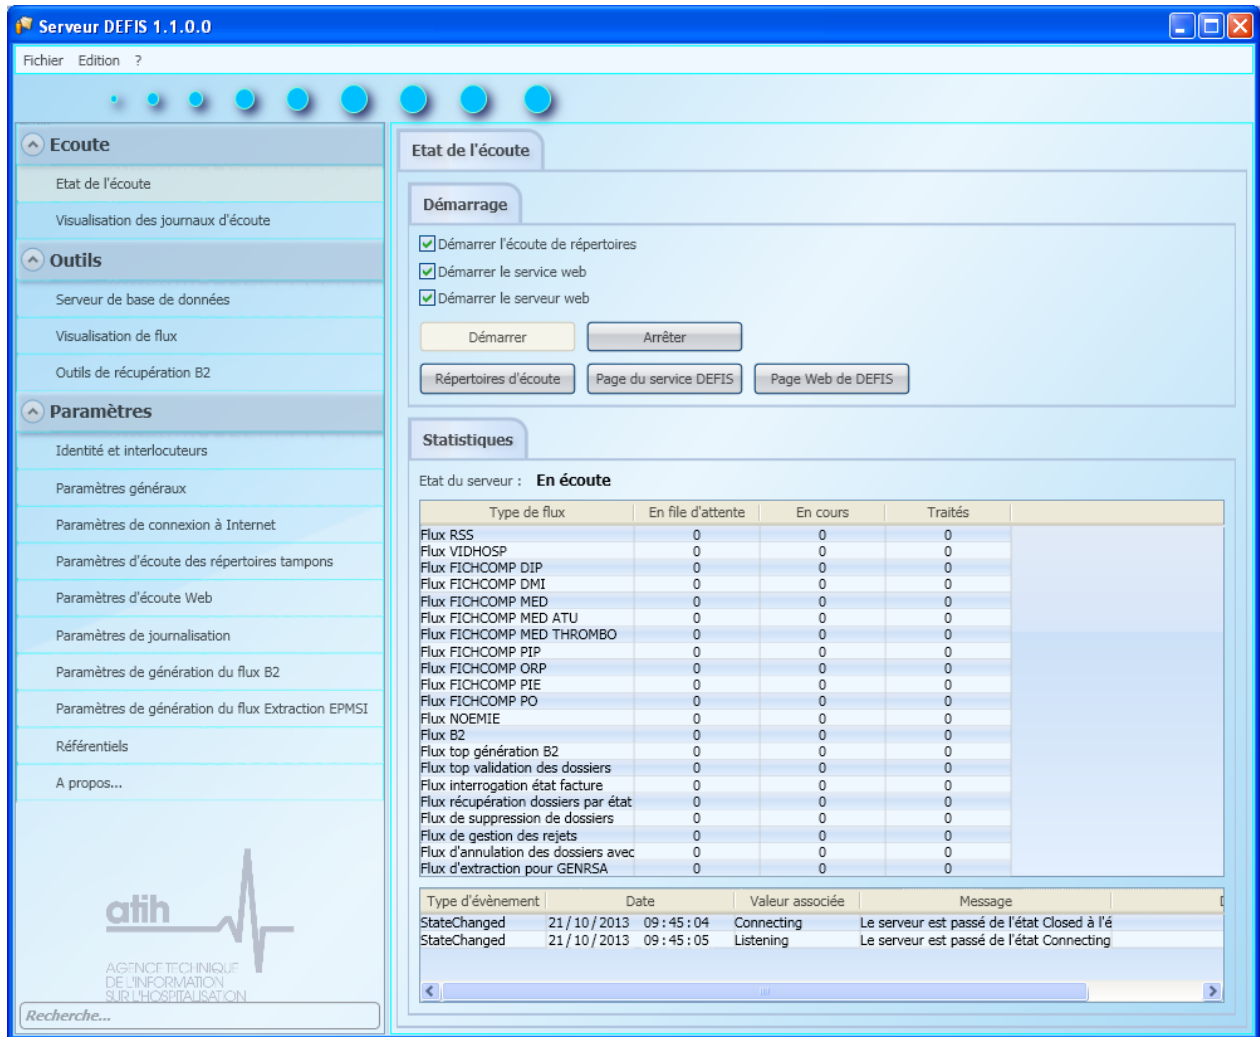 Serveur DEFIS 1.1.0.0
Fichier Edition ?
Ecoute
Etat de l'écoute
Visualisation des journaux d'écoute
Outils
Serveur de base de données
Visualisation de flux
Outils de récupération B2
Paramètres
Identité et interlocuteurs
Paramètres généraux
Paramètres de connexion à Internet
Paramètres d'écoute des répertoires tampons
Paramètres d'écoute Web
Paramètres de journalisation
Paramètres de génération du flux B2
Paramètres de génération du flux Extraction EPMSI
Référentiels
A propos...
atih
AGENCE TECHNIQUE
DE L'INFORMATION
SUR L'HOSPITALISATION
Recherche...
Etat de l'écoute
Démarrage
Démarrer l'écoute de répertoires
Démarrer le service web
Démarrer le serveur web
Démarrer Arrêter
Répertoires d'écoute Page du service DEFIS Page Web de DEFIS
Statistiques
Etat du serveur : En écoute
Type de flux En file d'attente En cours Traités
Flux RSS 0 0 0
Flux VIDHOSP 0 0 0
Flux FICHCOMP DIP 0 0 0
Flux FICHCOMP DMI 0 0 0
Flux FICHCOMP MED 0 0 0
Flux FICHCOMP MED ATU 0 0 0
Flux FICHCOMP MED THROMBO 0 0 0
Flux FICHCOMP PIP 0 0 0
Flux FICHCOMP ORP 0 0 0
Flux FICHCOMP PIE 0 0 0
Flux FICHCOMP PO 0 0 0
Flux NOEMIE 0 0 0
Flux B2 0 0 0
Flux top génération B2 0 0 0
Flux top validation des dossiers 0 0 0
Flux interrogation état facture 0 0 0
Flux récupération dossiers par état 0 0 0
Flux de suppression de dossiers 0 0 0
Flux de gestion des rejets 0 0 0
Flux d'annulation des dossiers avec 0 0 0
Flux d'extraction pour GENRSA 0 0 0
Type d'évènement Date Valeur associée Message
StateChanged 21/10/2013 09:45:04 Connecting Le serveur est passé de l'état Closed à l'é
StateChanged 21/10/2013 09:45:05 Listening Le serveur est passé de l'état Connecting